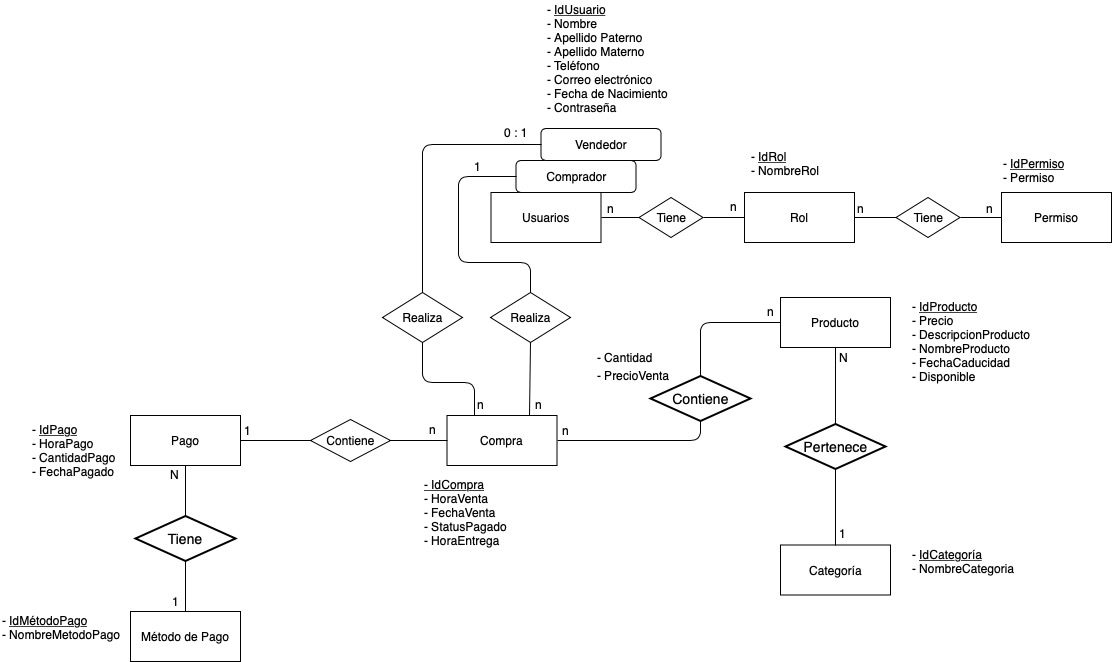 - IdUsuario
- Nombre
- Apellido Paterno
- Apellido Materno
- Teléfono
- Correo electrónico
- Fecha de Nacimiento
- Contraseña
0 : 1
Vendedor
1
Comprador
Usuarios
n
Tiene
n
- IdRol
- NombreRol
Rol
n
Tiene
n
- IdPermiso
- Permiso
Permiso
Realiza
Realiza
n
n
- Cantidad
- PrecioVenta
Contiene
n
Producto
- IdProducto
- Precio
- DescripcionProducto
- NombreProducto
- FechaCaducidad
- Disponible
N
Pertenece
1
Categoría
- IdCategoría
- NombreCategoria
- IdPago
- HoraPago
- CantidadPago
- FechaPagado
Pago
1
Contiene
n
Compra
n
- IdCompra
- HoraVenta
- FechaVenta
- StatusPagado
- HoraEntrega
N
Tiene
1
- IdMétodoPago
- NombreMetodoPago
Método de Pago